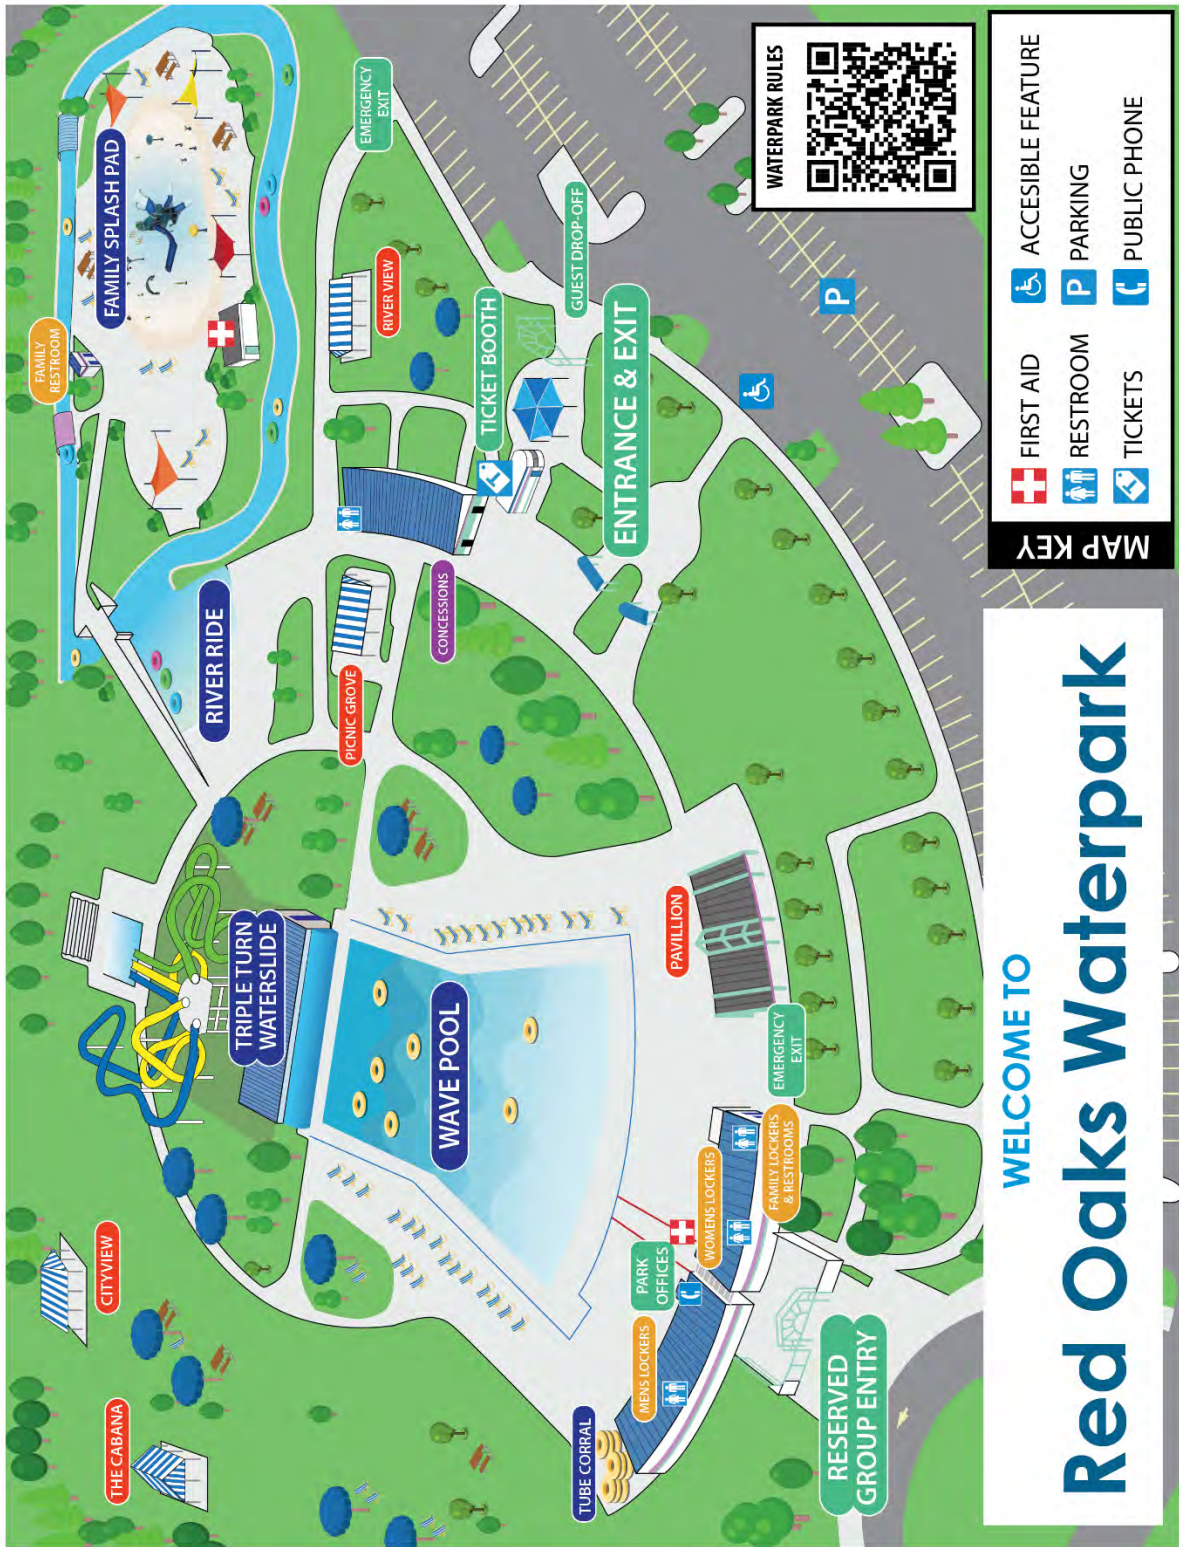 THE CABANA
CITYVIEW
TRIPLE TURN
WATERSLIDE
WAVE POOL
TUBE CORRAL
MENS LOCKERS
PARK
OFFICES
WOMENS LOCKERS
FAMILY LOCKERS
& RESTROOMS
EMERGENCY
EXIT
PAVILLION
RESERVED
GROUP ENTRY
RIVER RIDE
PICNIC GROVE
CONCESSIONS
FAMILY
RESTROOM
FAMILY SPLASH PAD
EMERGENCY
EXIT
RIVER VIEW
TICKET BOOTH
GUEST DROP-OFF
ENTRANCE & EXIT
P
WATERPARK RULES
WELCOME TO
Red Oaks Waterpark
MAP KEY
FIRST AID
RESTROOM
TICKETS
ACCESIBLE FEATURE
P PARKING
PUBLIC PHONE